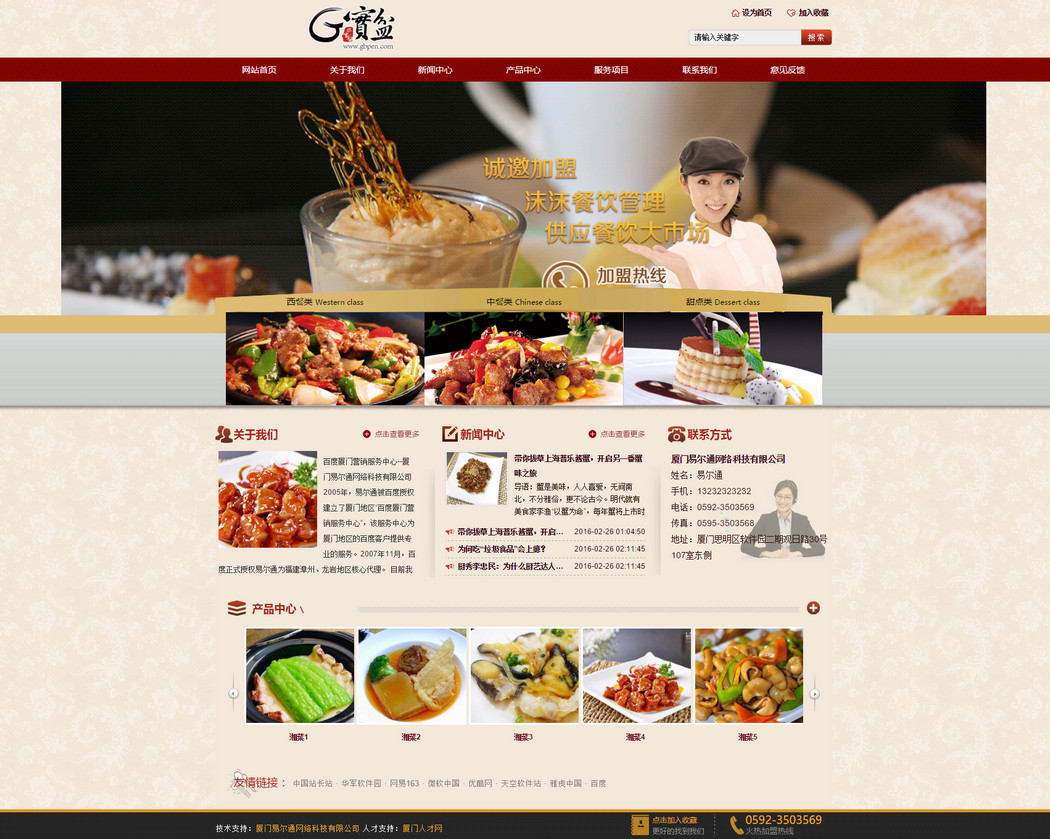 G寶盆
www.gbpen.com
设为首页 加入收藏
请输入关键字 搜 索
网站首页 关于我们 新闻中心 产品中心 服务项目 联系我们 意见反馈
诚邀加盟
沫沫餐饮管理
供应餐饮大市场
加盟热线
西餐类 Western class 中餐类 Chinese class 甜点类 Dessert class
关于我们 点击查看更多
百度厦门营销服务中心--厦
门易尔通网络科技有限公司
2005年，易尔通被百度授权
建立了厦门地区“百度厦门营
销服务中心”，该服务中心为
厦门地区的百度客户提供专
业的服务。2007年11月，百
度正式授权易尔通为福建漳州、龙岩地区核心代理。 目前我
新闻中心 点击查看更多
带你拔草上海普乐酱蟹，开启另一番蟹
味之旅
导语：蟹是美味，人人喜爱，无间南
北，不分雅俗，更不论古今。明代就有
美食家李渔“以蟹为命”，每年蟹将上市时
带你拔草上海普乐酱蟹，开启... 2016-02-26 01:04:50
为何吃“垃圾食品”会上瘾？ 2016-02-26 02:11:45
厨秀李忠民：为什么厨艺达人... 2016-02-26 02:11:45
联系方式
厦门易尔通网络科技有限公司
姓名：易尔通
手机：13232323232
电话：0592-3503569
传真：0595-3503568
地址：厦门思明区软件园二期观日路30号
107室东侧
产品中心 \
湘菜1 湘菜2 湘菜3 湘菜4 湘菜5
友情链接： 中国站长站 · 华军软件园 · 网易163 · 微软中国 · 优酷网 · 天空软件站 · 雅虎中国 · 百度
技术支持：厦门易尔通网络科技有限公司 人才支持：厦门人才网
点击加入收藏
更好的找到我们
0592-3503569
火热加盟热线